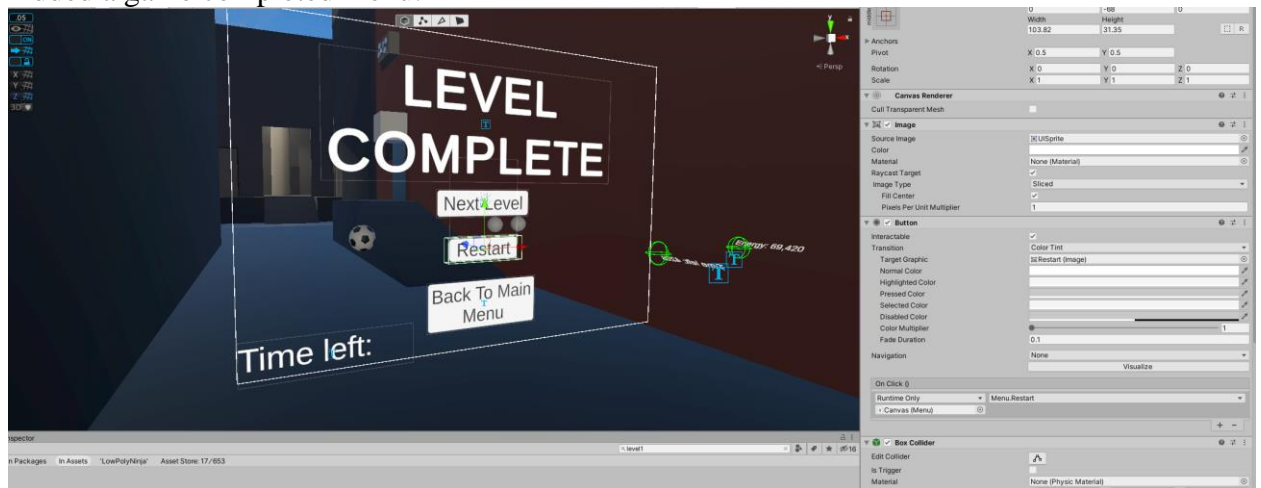 .05
ON
X
Y
Z
3D
Persp
LEVEL
COMPLETE
Next Level
Restart
Back To Main
Menu
Time left:
Energy: 69,420
0 -68 0
Width Height
103.82 31.35 R
Anchors
Pivot X 0.5 Y 0.5
Rotation X 0 Y 0 Z 0
Scale X 1 Y 1 Z 1
Canvas Renderer
Cull Transparent Mesh
Image
Source Image UISprite
Color
Material None (Material)
Raycast Target
Image Type Sliced
Fill Center
Pixels Per Unit Multiplier 1
Button
Interactable
Transition Color Tint
Target Graphic Restart (Image)
Normal Color
Highlighted Color
Pressed Color
Selected Color
Disabled Color
Color Multiplier 1
Fade Duration 0.1
Navigation None
Visualize
On Click ()
Runtime Only Menu.Restart
Canvas (Menu)
+ -
Box Collider
Edit Collider
Is Trigger
Material None (Physic Material)
nspector
level1 16
n Packages In Assets 'LowPolyNinja' Asset Store: 17/653